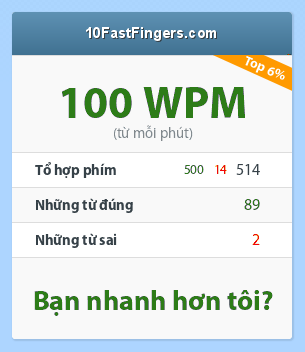 10FastFingers.com
Top 6%
100 WPM
(từ mỗi phút)
Tổ hợp phím 500 14 514
Những từ đúng 89
Những từ sai 2
Bạn nhanh hơn tôi?